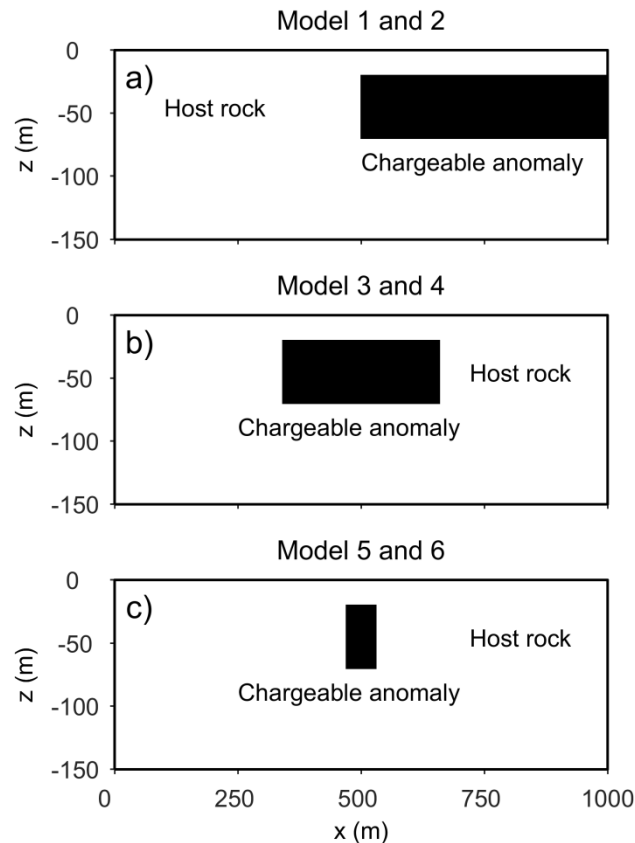 Model 1 and 2
0
a)
Host rock
-50
z (m)
Chargeable anomaly
-100
-150
Model 3 and 4
0
b)
-50
Host rock
z (m)
Chargeable anomaly
-100
-150
Model 5 and 6
0
c)
-50
Host rock
z (m)
Chargeable anomaly
-100
-150
0 250 500 750 1000
x (m)